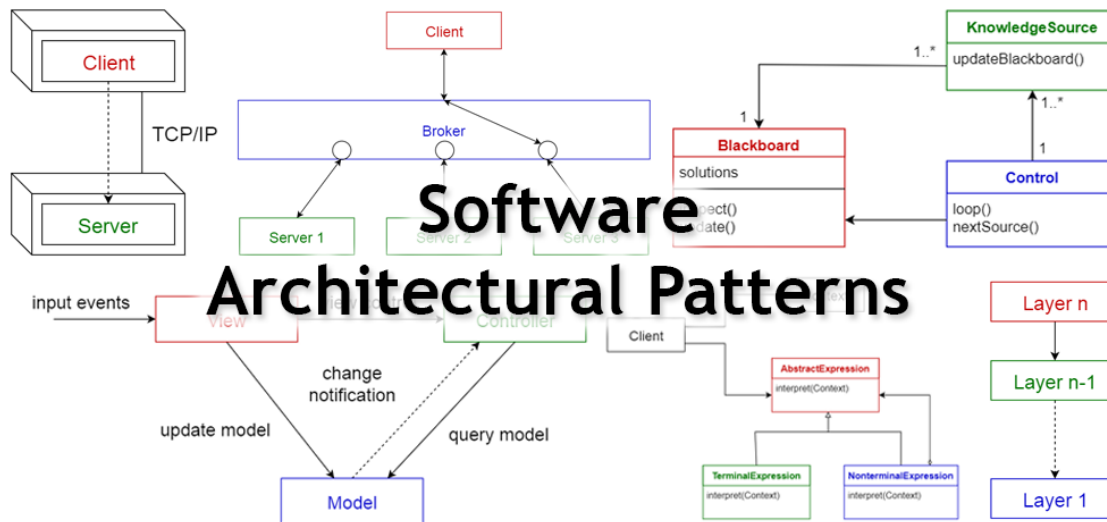 Client
TCP/IP
Server
Client
Broker
Server 1
Server 2
Server 3
KnowledgeSource
updateBlackboard()
1..*
1..*
1
1
Blackboard
solutions
Control
loop()
nextSource()
Software
Architectural Patterns
input events
View
Controller
change
notification
update model
query model
Model
Client
AbstractExpression
interpret(Context)
TerminalExpression
interpret(Context)
NonterminalExpression
interpret(Context)
Layer n
Layer n-1
Layer 1